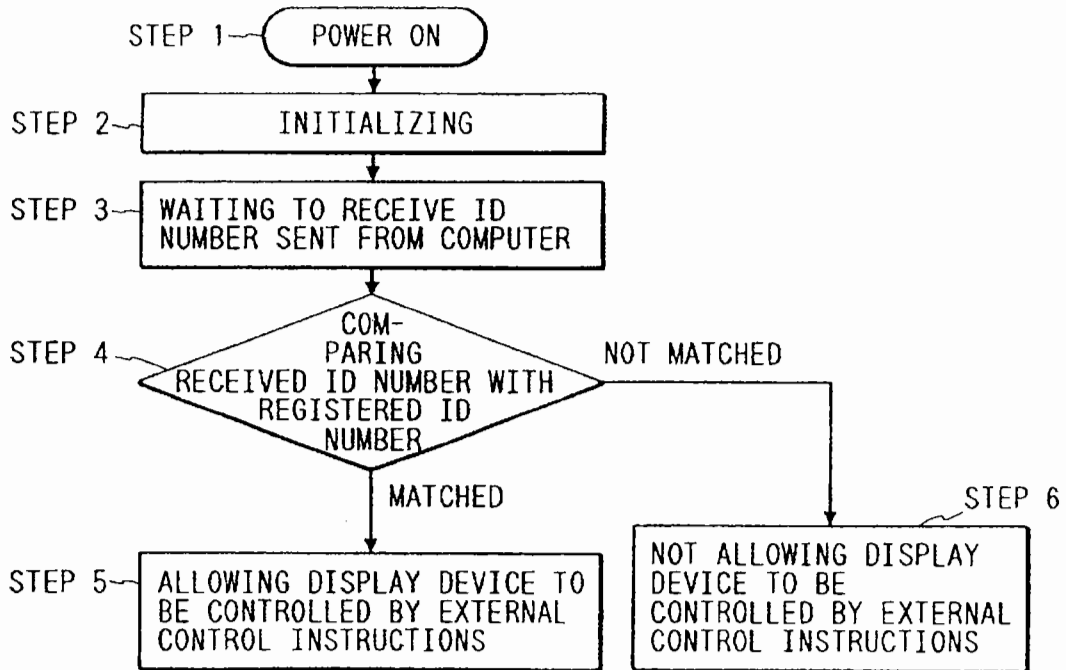 STEP 1
POWER ON
STEP 2
INITIALIZING
STEP 3
WAITING TO RECEIVE ID
NUMBER SENT FROM COMPUTER
STEP 4
COM-
PARING
RECEIVED ID NUMBER WITH
REGISTERED ID
NUMBER
NOT MATCHED
MATCHED
STEP 5
ALLOWING DISPLAY DEVICE TO
BE CONTROLLED BY EXTERNAL
CONTROL INSTRUCTIONS
STEP 6
NOT ALLOWING DISPLAY
DEVICE TO BE
CONTROLLED BY EXTERNAL
CONTROL INSTRUCTIONS